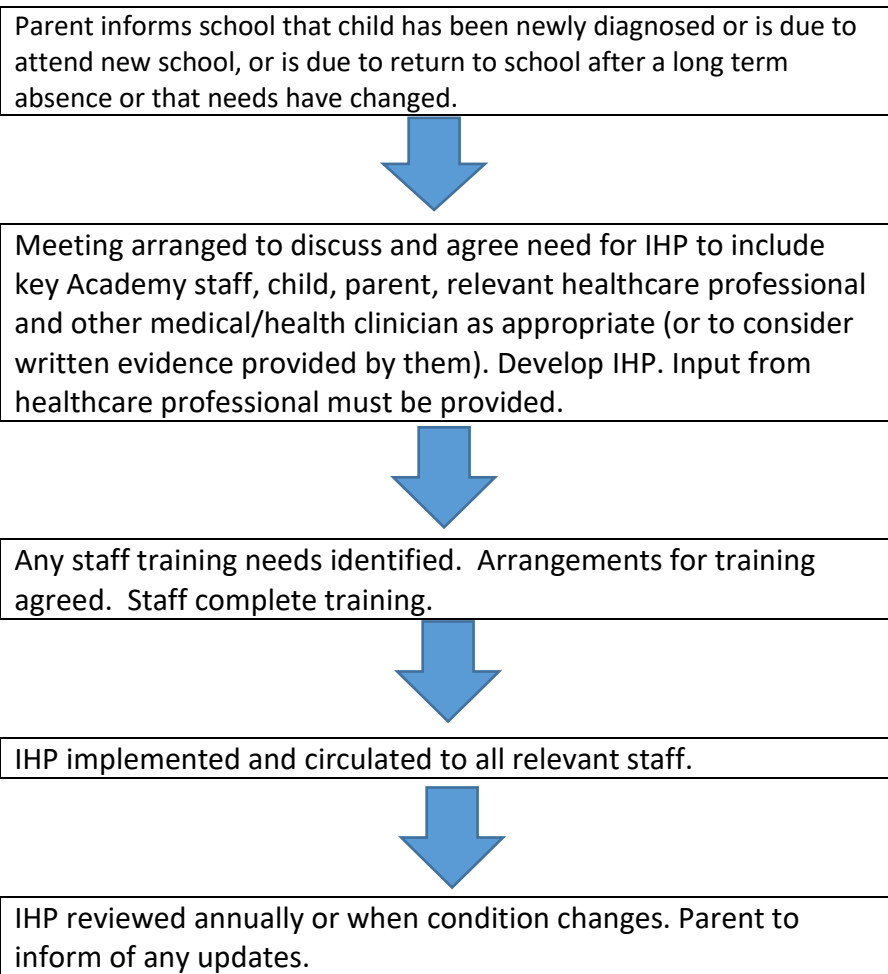 Parent informs school that child has been newly diagnosed or is due to
attend new school, or is due to return to school after a long term
absence or that needs have changed.
Meeting arranged to discuss and agree need for IHP to include
key Academy staff, child, parent, relevant healthcare professional
and other medical/health clinician as appropriate (or to consider
written evidence provided by them). Develop IHP. Input from
healthcare professional must be provided.
Any staff training needs identified.  Arrangements for training
agreed.  Staff complete training.
IHP implemented and circulated to all relevant staff.
IHP reviewed annually or when condition changes. Parent to
inform of any updates.